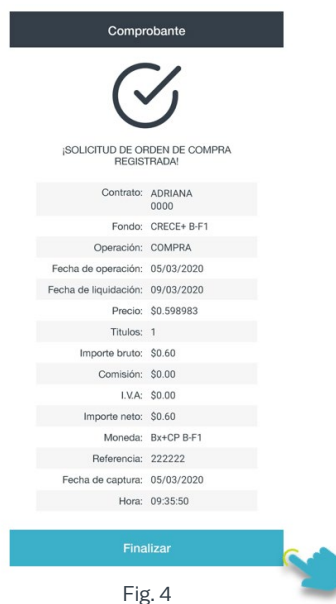 Comprobante
¡SOLICITUD DE ORDEN DE COMPRA
REGISTRADA!
Contrato: ADRIANA
0000
Fondo: CRECE+ B-F1
Operación: COMPRA
Fecha de operación: 05/03/2020
Fecha de liquidación: 09/03/2020
Precio: $0.598983
Titulos: 1
Importe bruto: $0.60
Comisión: $0.00
I.V.A: $0.00
Importe neto: $0.60
Moneda: Bx+CP B-F1
Referencia: 222222
Fecha de captura: 05/03/2020
Hora: 09:35:50
Finalizar
Fig. 4